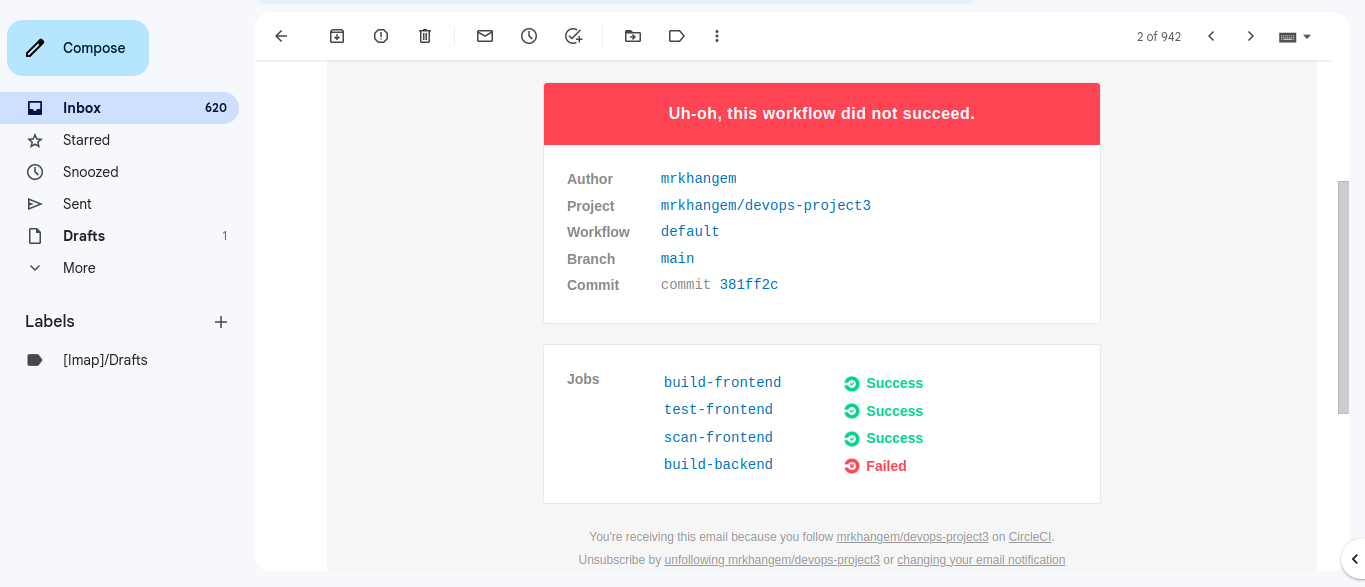 Compose
2 of 942
Inbox 620
Starred
Snoozed
Sent
Drafts 1
More
Labels
[Imap]/Drafts
Uh-oh, this workflow did not succeed.
Author mrkhangem
Project mrkhangem/devops-project3
Workflow default
Branch main
Commit commit 381ff2c
Jobs build-frontend Success
test-frontend Success
scan-frontend Success
build-backend Failed
You're receiving this email because you follow mrkhangem/devops-project3 on CircleCI.
Unsubscribe by unfollowing mrkhangem/devops-project3 or changing your email notification